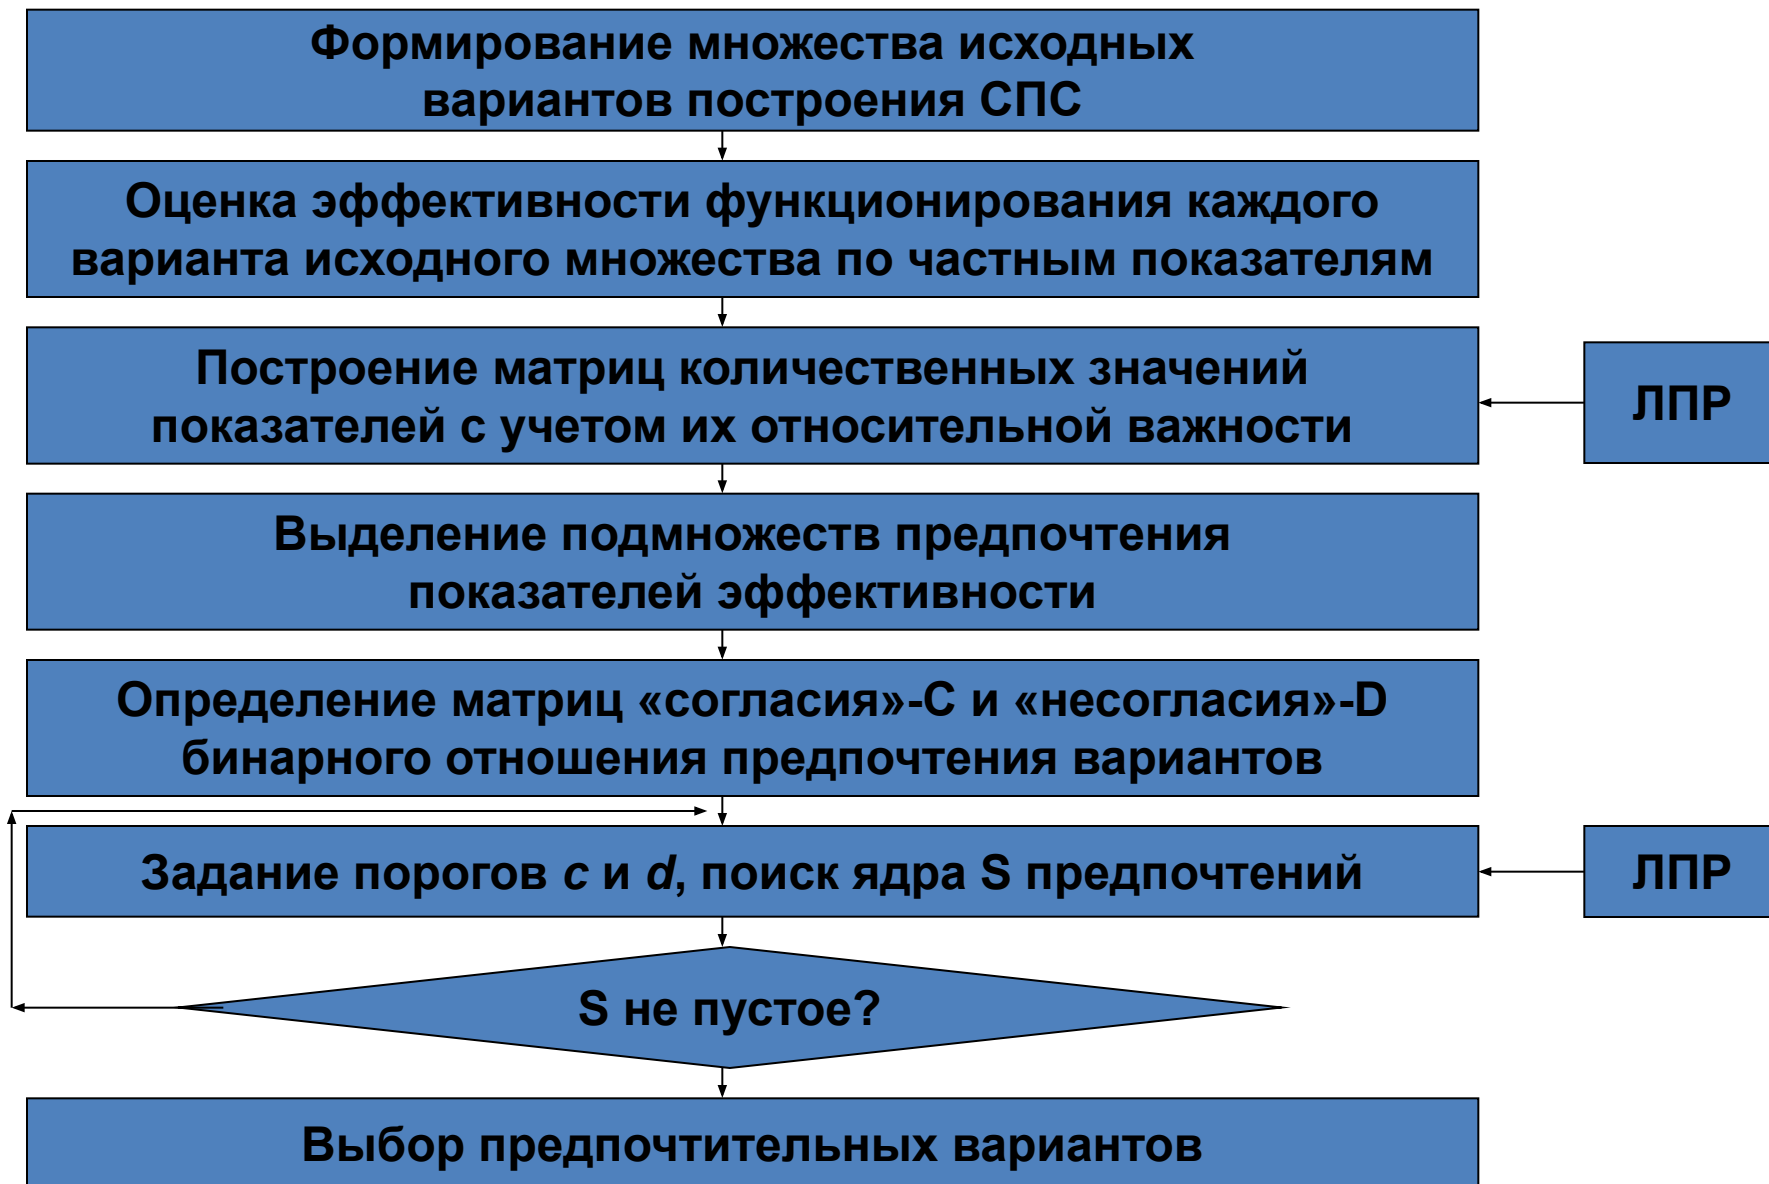 Формирование множества исходных
вариантов построения СПС
Оценка эффективности функционирования каждого
варианта исходного множества по частным показателям
Построение матриц количественных значений
показателей с учетом их относительной важности
ЛПР
Выделение подмножеств предпочтения
показателей эффективности
Определение матриц «согласия»-C и «несогласия»-D
бинарного отношения предпочтения вариантов
Задание порогов c и d, поиск ядра S предпочтений
ЛПР
S не пустое?
Выбор предпочтительных вариантов